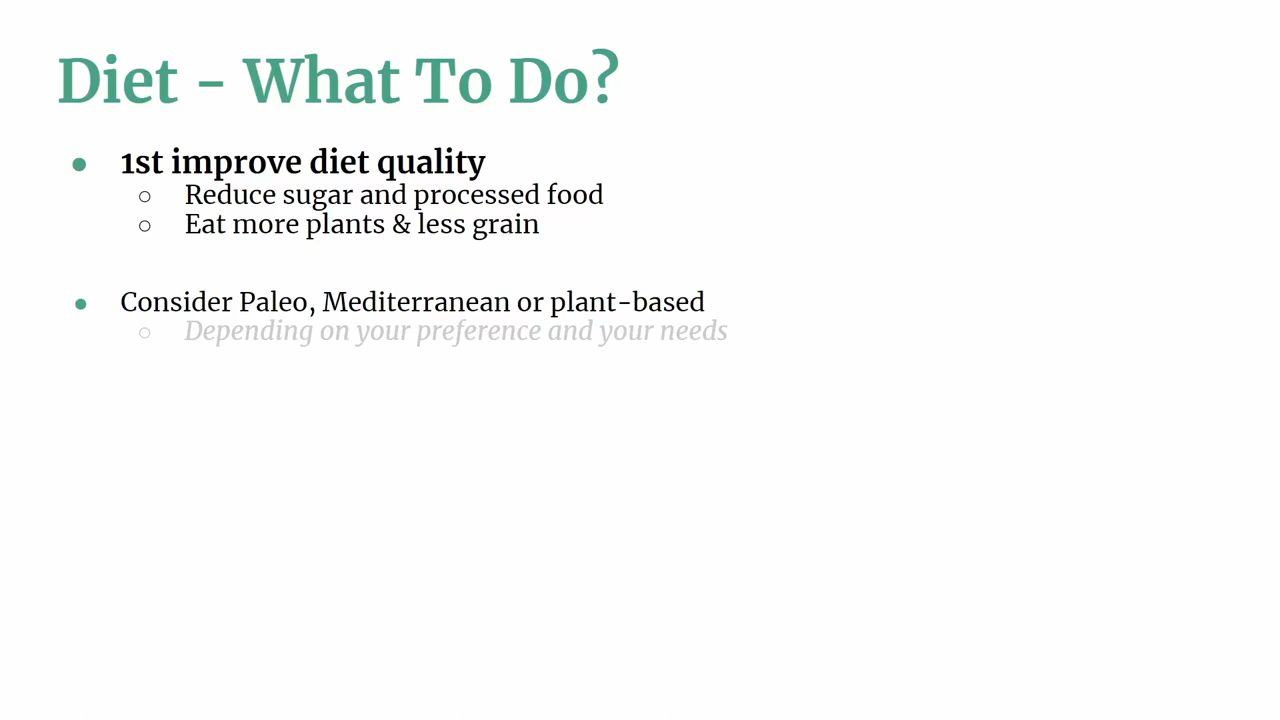 Diet - What To Do?
● 1st improve diet quality
○ Reduce sugar and processed food
○ Eat more plants & less grain
● Consider Paleo, Mediterranean or plant-based
○ Depending on your preference and your needs